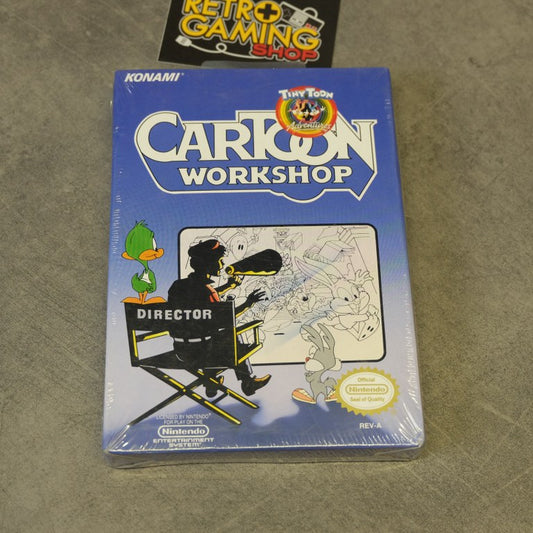 RETRO
GAMING
SHOP
KONAMI®
TINY TOON
Adventures
CARTOON
WORKSHOP
DIRECTOR
LICENSED BY NINTENDO®
FOR PLAY ON THE
Nintendo
ENTERTAINMENT
SYSTEM®
Official
Nintendo
Seal of Quality
REV-A